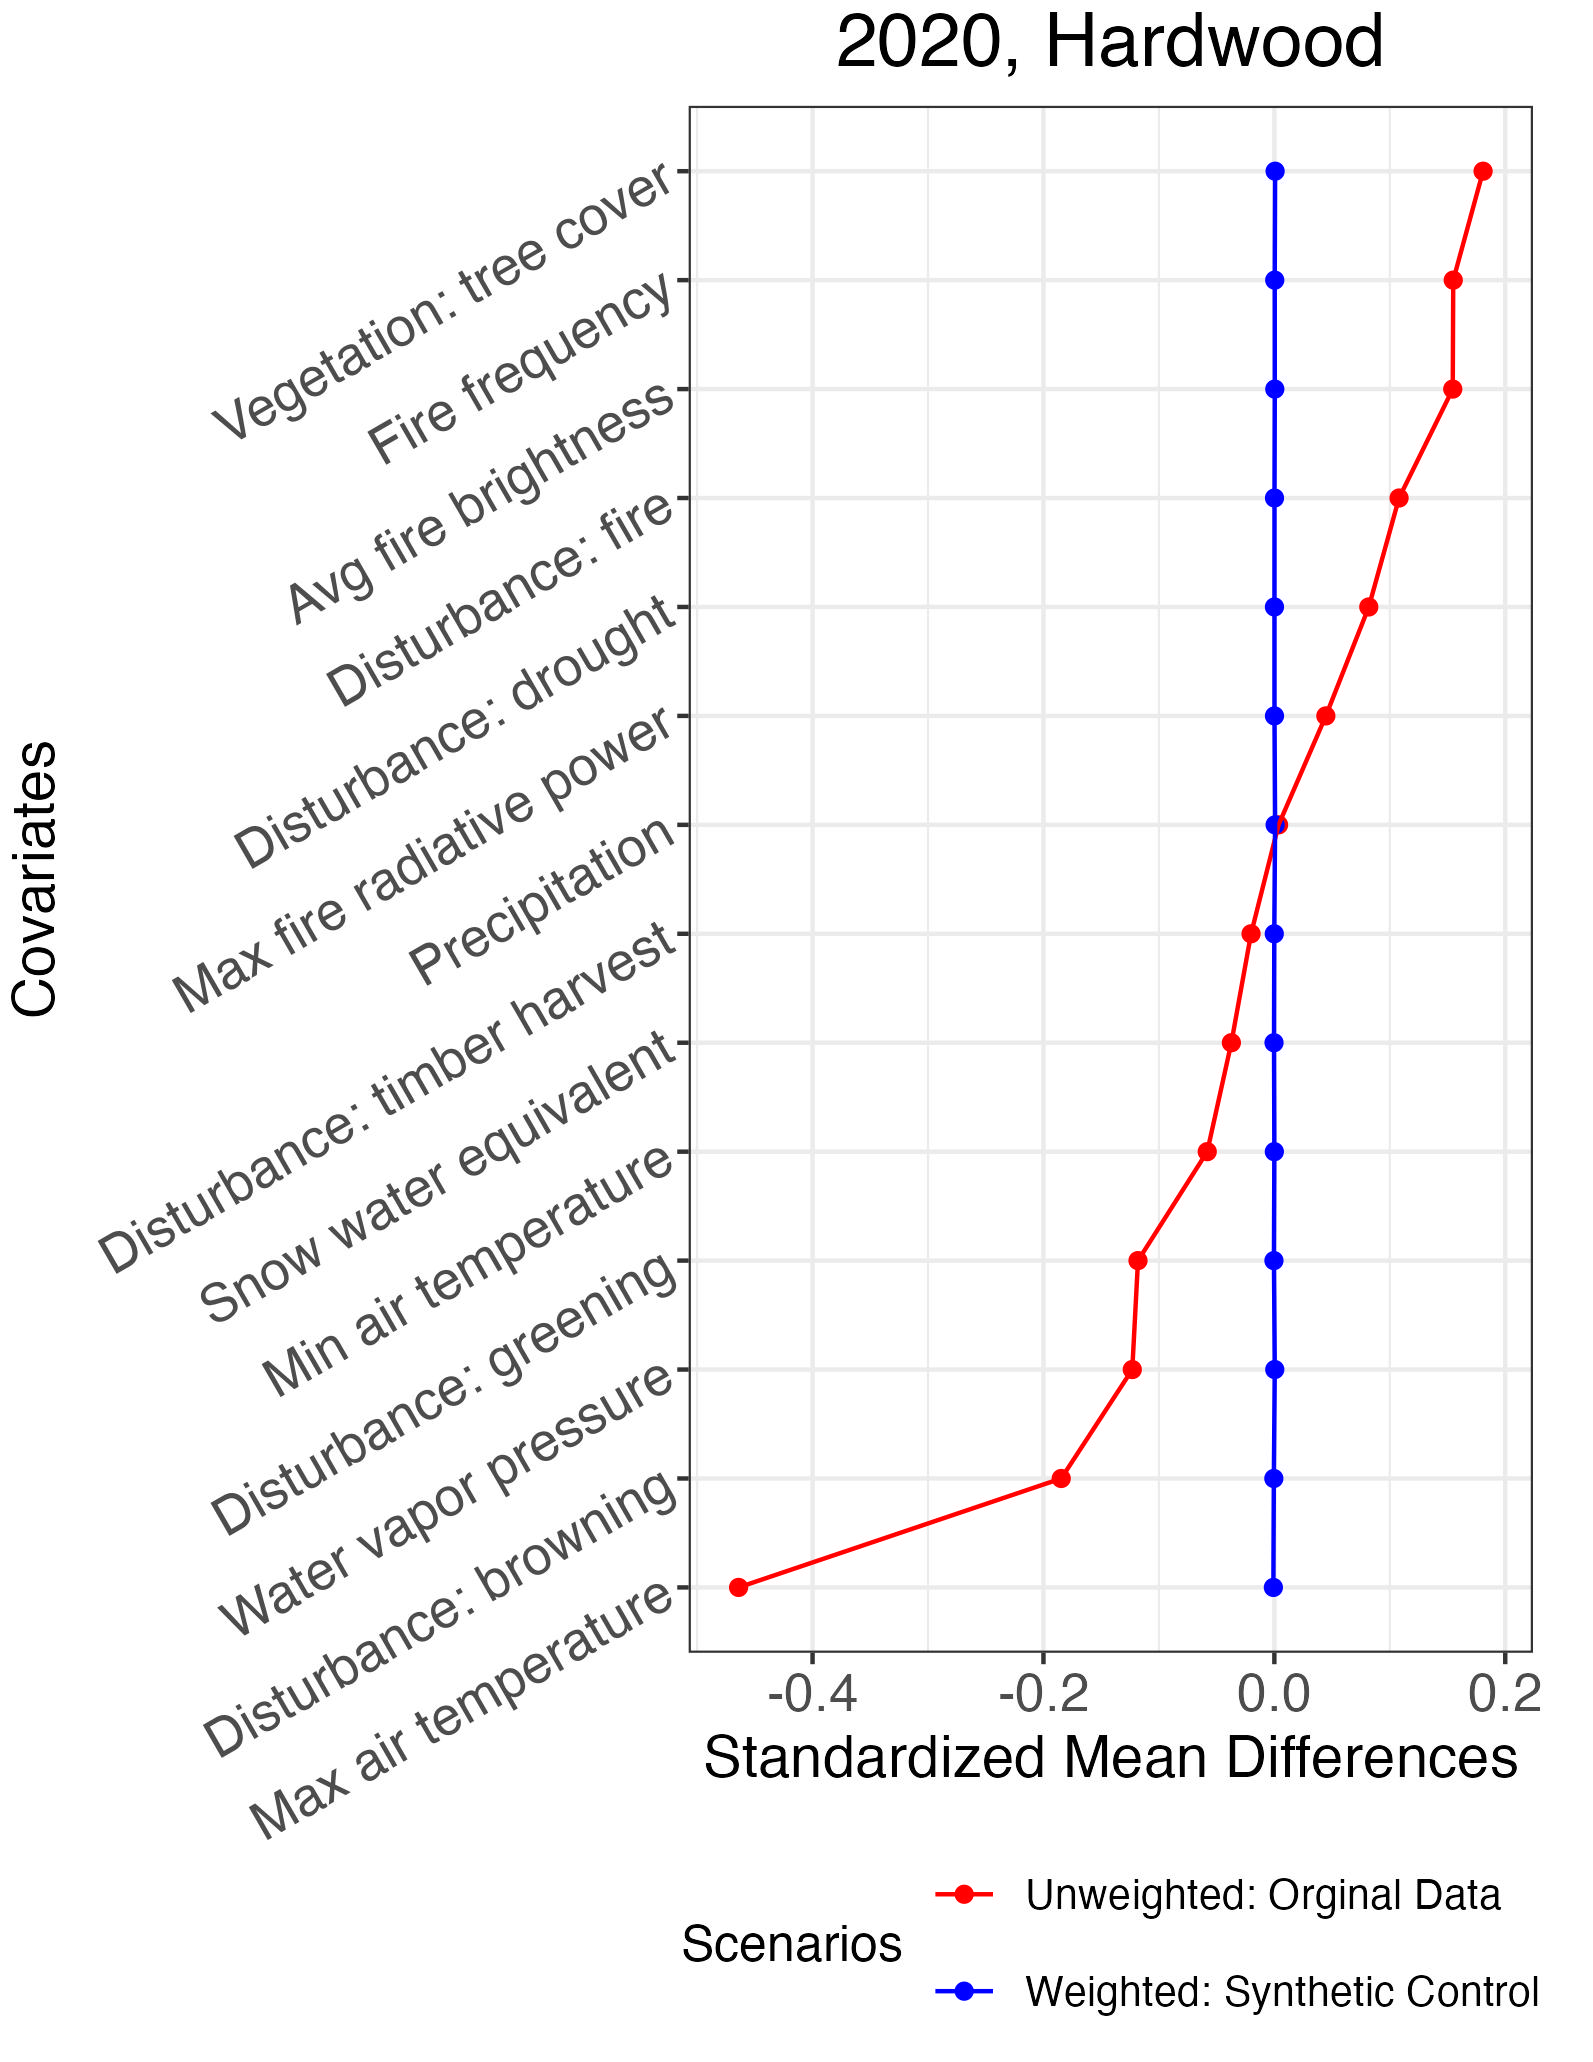 2020, Hardwood
Covariates
Vegetation: tree cover
Fire frequency
Avg fire brightness
Disturbance: fire
Disturbance: drought
Max fire radiative power
Precipitation
Disturbance: timber harvest
Snow water equivalent
Min air temperature
Disturbance: greening
Water vapor pressure
Disturbance: browning
Max air temperature
-0.4 -0.2 0.0 0.2
Standardized Mean Differences
Scenarios
Unweighted: Orginal Data
Weighted: Synthetic Control